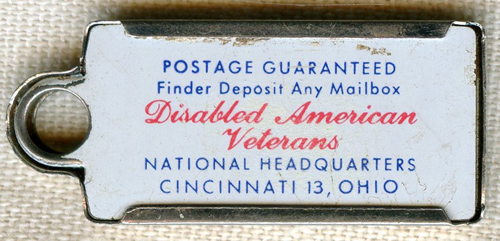 POSTAGE GUARANTEED
Finder Deposit Any Mailbox
Disabled American
Veterans
NATIONAL HEADQUARTERS
CINCINNATI 13, OHIO